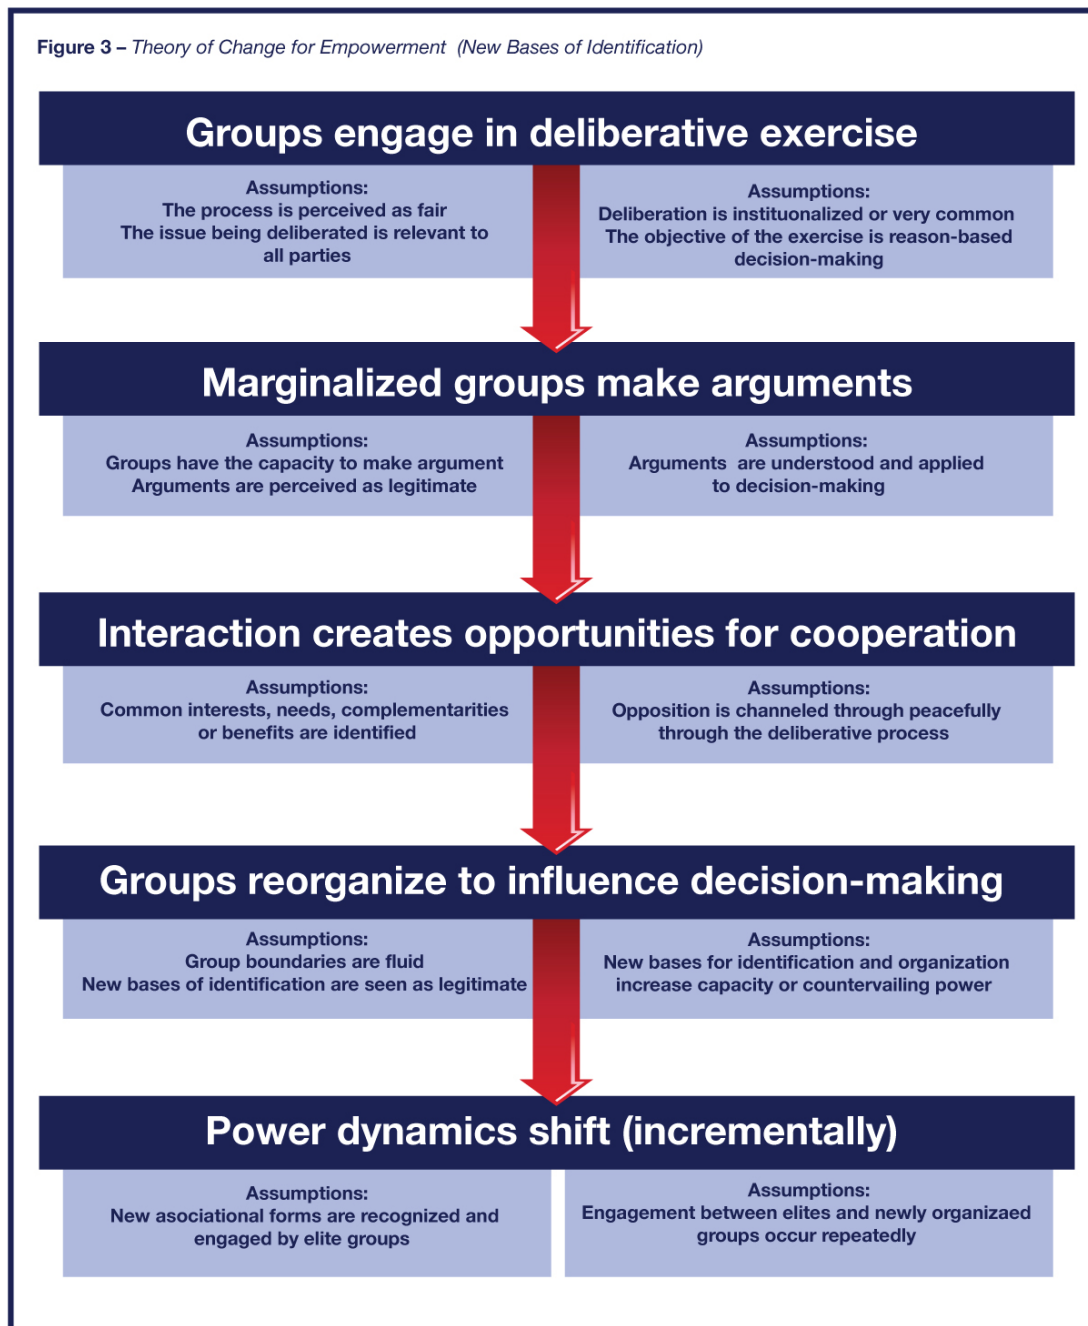 Figure 3 – Theory of Change for Empowerment (New Bases of Identification)
Groups engage in deliberative exercise
Assumptions:
The process is perceived as fair
The issue being deliberated is relevant to
all parties
Assumptions:
Deliberation is instituonalized or very common
The objective of the exercise is reason-based
decision-making
Marginalized groups make arguments
Assumptions:
Groups have the capacity to make argument
Arguments are perceived as legitimate
Assumptions:
Arguments are understood and applied
to decision-making
Interaction creates opportunities for cooperation
Assumptions:
Common interests, needs, complementarities
or benefits are identified
Assumptions:
Opposition is channeled through peacefully
through the deliberative process
Groups reorganize to influence decision-making
Assumptions:
Group boundaries are fluid
New bases of identification are seen as legitimate
Assumptions:
New bases for identification and organization
increase capacity or countervailing power
Power dynamics shift (incrementally)
Assumptions:
New asociational forms are recognized and
engaged by elite groups
Assumptions:
Engagement between elites and newly organizaed
groups occur repeatedly